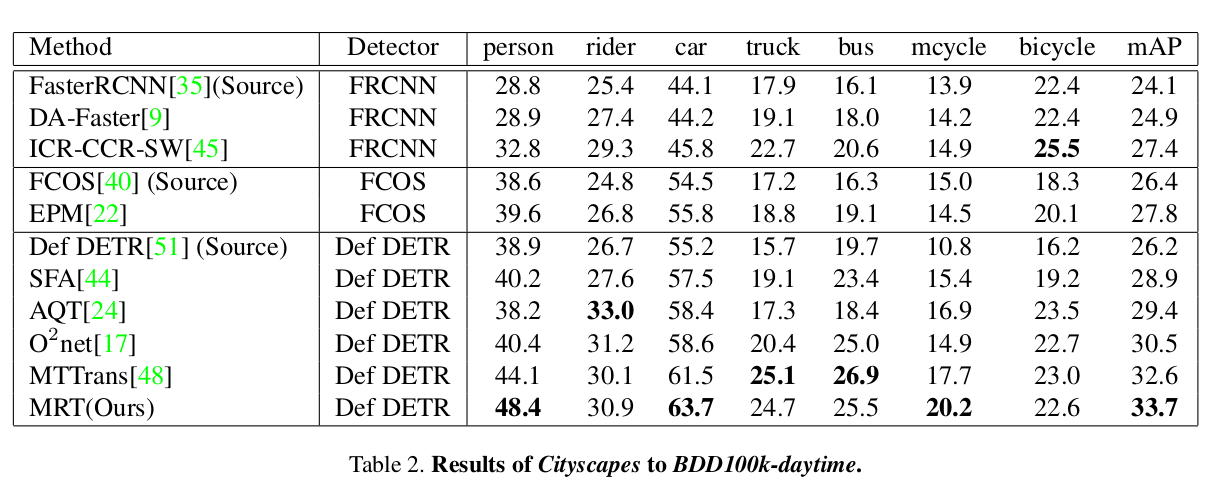 Method Detector person rider car truck bus mcycle bicycle mAP
FasterRCNN[35](Source) FRCNN 28.8 25.4 44.1 17.9 16.1 13.9 22.4 24.1
DA-Faster[9] FRCNN 28.9 27.4 44.2 19.1 18.0 14.2 22.4 24.9
ICR-CCR-SW[45] FRCNN 32.8 29.3 45.8 22.7 20.6 14.9 25.5 27.4
FCOS[40] (Source) FCOS 38.6 24.8 54.5 17.2 16.3 15.0 18.3 26.4
EPM[22] FCOS 39.6 26.8 55.8 18.8 19.1 14.5 20.1 27.8
Def DETR[51] (Source) Def DETR 38.9 26.7 55.2 15.7 19.7 10.8 16.2 26.2
SFA[44] Def DETR 40.2 27.6 57.5 19.1 23.4 15.4 19.2 28.9
AQT[24] Def DETR 38.2 33.0 58.4 17.3 18.4 16.9 23.5 29.4
O²net[17] Def DETR 40.4 31.2 58.6 20.4 25.0 14.9 22.7 30.5
MTTrans[48] Def DETR 44.1 30.1 61.5 25.1 26.9 17.7 23.0 32.6
MRT(Ours) Def DETR 48.4 30.9 63.7 24.7 25.5 20.2 22.6 33.7
Table 2. Results of Cityscapes to BDD100k-daytime.